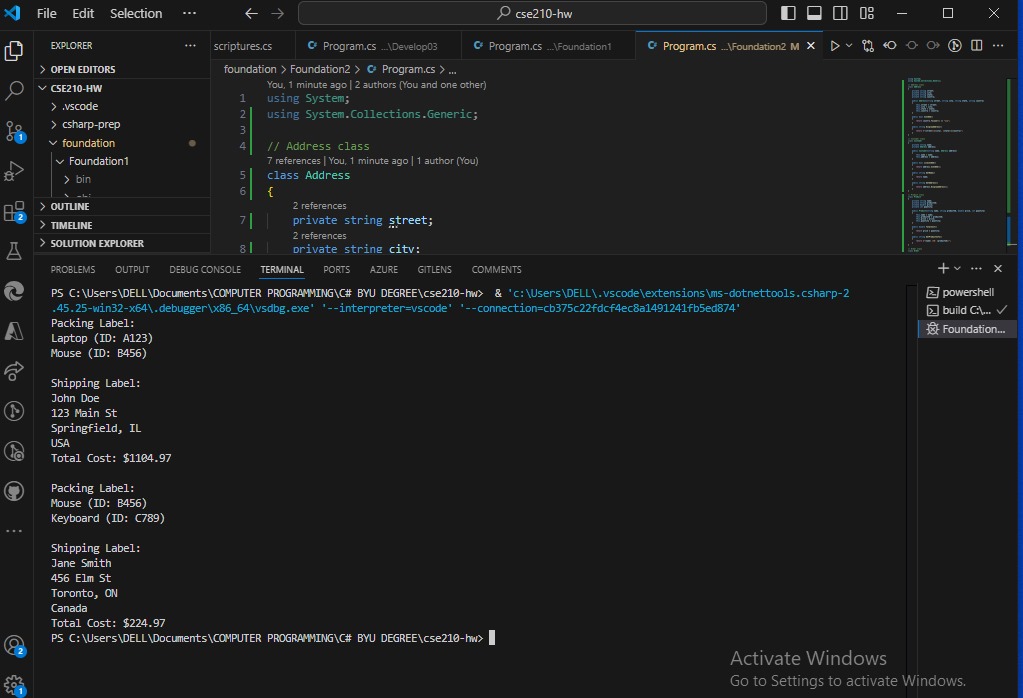 File Edit Selection ··· cse210-hw
EXPLORER ···
scriptures.cs Program.cs ...\Develop03 Program.cs ...\Foundation1 Program.cs ...\Foundation2 M
OPEN EDITORS
CSE210-HW
.vscode
csharp-prep
foundation
Foundation1
bin
OUTLINE
TIMELINE
SOLUTION EXPLORER
foundation > Foundation2 > Program.cs > ...
You, 1 minute ago | 2 authors (You and one other)
1 using System;
2 using System.Collections.Generic;
3
4 // Address class
7 references | You, 1 minute ago | 1 author (You)
5 class Address
6 {
2 references
7 private string street;
2 references
8 private string city;
PROBLEMS OUTPUT DEBUG CONSOLE TERMINAL PORTS AZURE GITLENS COMMENTS
PS C:\Users\DELL\Documents\COMPUTER PROGRAMMING\C# BYU DEGREE\cse210-hw> & 'c:\Users\DELL\.vscode\extensions\ms-dotnettools.csharp-2
.45.25-win32-x64\.debugger\x86_64\vsdbg.exe' '--interpreter=vscode' '--connection=cb375c22fdcf4ec8a1491241fb5ed874'
Packing Label:
Laptop (ID: A123)
Mouse (ID: B456)
Shipping Label:
John Doe
123 Main St
Springfield, IL
USA
Total Cost: $1104.97
Packing Label:
Mouse (ID: B456)
Keyboard (ID: C789)
Shipping Label:
Jane Smith
456 Elm St
Toronto, ON
Canada
Total Cost: $224.97
PS C:\Users\DELL\Documents\COMPUTER PROGRAMMING\C# BYU DEGREE\cse210-hw>
powershell
build C:\...
Foundation...
1
2
2
1
Activate Windows
Go to Settings to activate Windows.